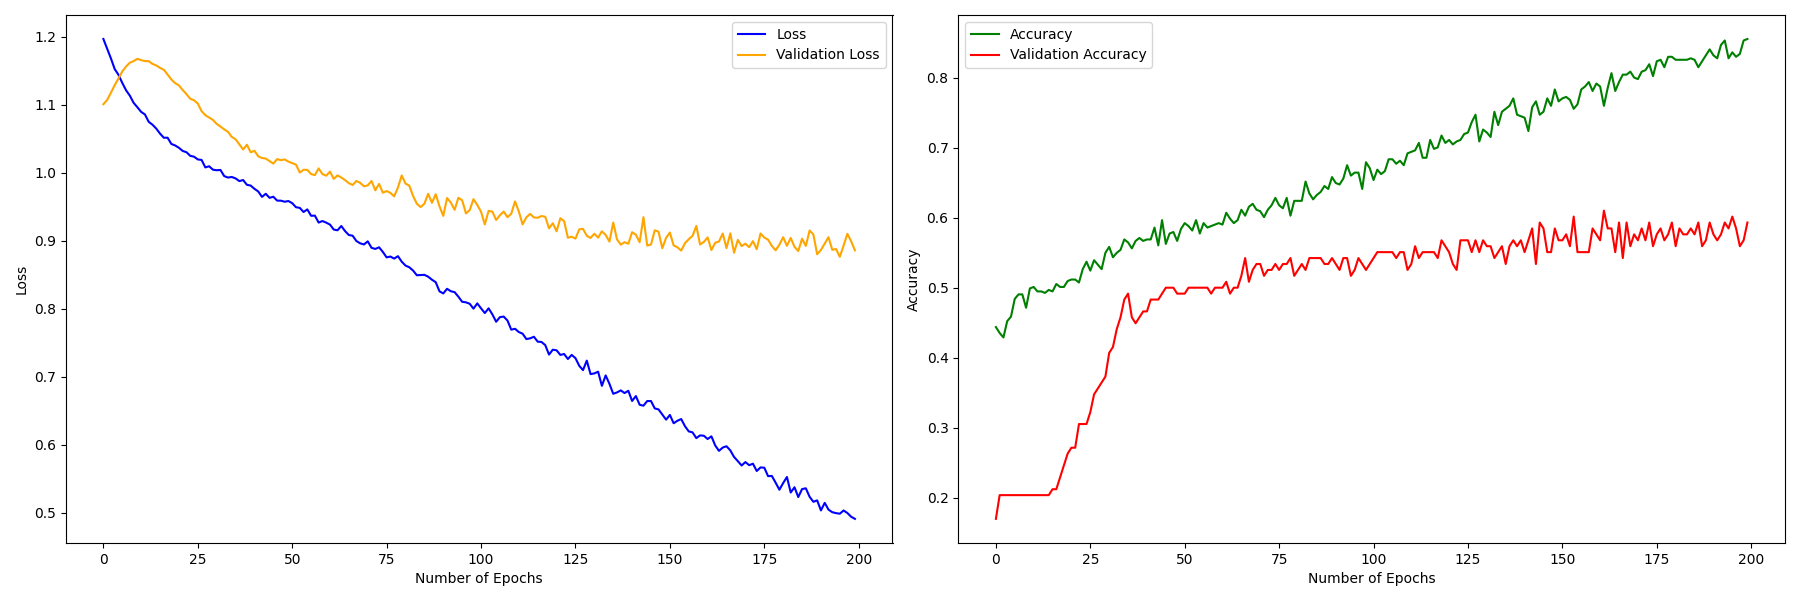 1.2
1.1
1.0
0.9
0.8
0.7
0.6
0.5
Loss
0 25 50 75 100 125 150 175 200
Number of Epochs
Loss
Validation Loss
0.8
0.7
0.6
0.5
0.4
0.3
0.2
Accuracy
0 25 50 75 100 125 150 175 200
Number of Epochs
Accuracy
Validation Accuracy